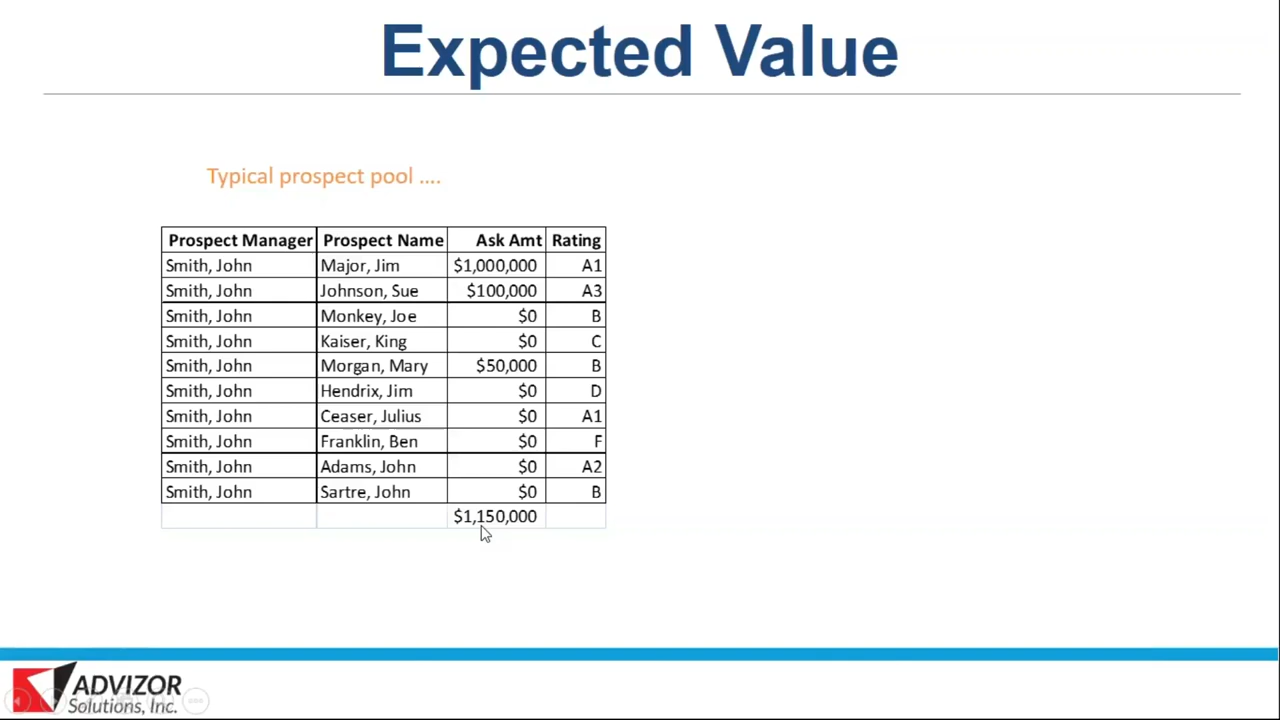 Expected Value
Typical prospect pool ....
Prospect Manager Prospect Name Ask Amt Rating
Smith, John Major, Jim $1,000,000 A1
Smith, John Johnson, Sue $100,000 A3
Smith, John Monkey, Joe $0 B
Smith, John Kaiser, King $0 C
Smith, John Morgan, Mary $50,000 B
Smith, John Hendrix, Jim $0 D
Smith, John Ceaser, Julius $0 A1
Smith, John Franklin, Ben $0 F
Smith, John Adams, John $0 A2
Smith, John Sartre, John $0 B
$1,150,000
ADVIZOR
Solutions, Inc.